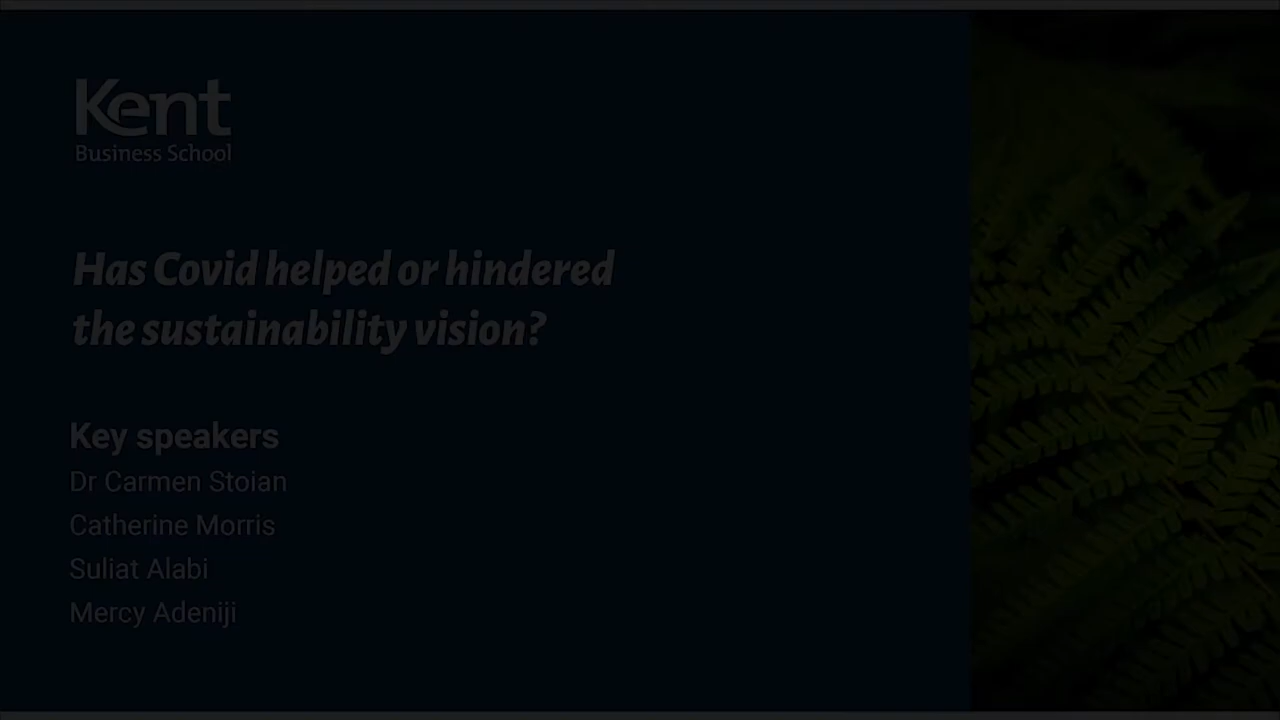 Kent
Business School
Has Covid helped or hindered
the sustainability vision?
Key speakers
Dr Carmen Stoian
Catherine Morris
Suliat Alabi
Mercy Adeniji